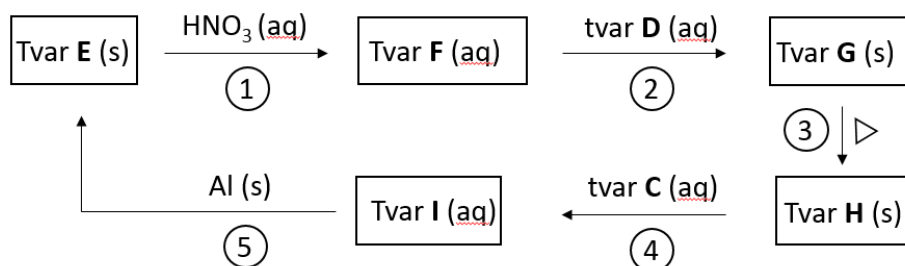 Tvar E (s)
HNO₃ (aq)
1
Tvar F (aq)
tvar D (aq)
2
Tvar G (s)
3
Tvar H (s)
tvar C (aq)
4
Tvar I (aq)
Al (s)
5